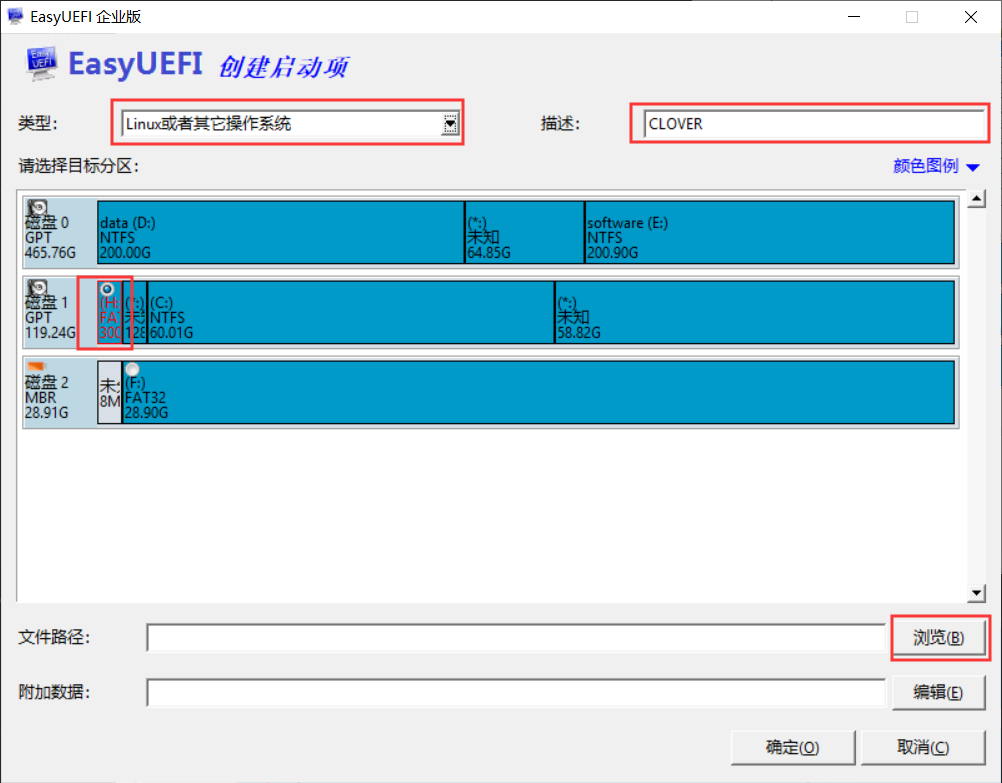 EasyUEFI 企业版
EasyUEFI 创建启动项
类型: Linux或者其它操作系统 描述: CLOVER
请选择目标分区: 颜色图例
磁盘 0
GPT
465.76G
data (D:)
NTFS
200.00G
(*:)
未知
64.85G
software (E:)
NTFS
200.90G
磁盘 1
GPT
119.24G
(H:
FAT
300
(*:)
未知
128
(C:)
NTFS
60.01G
(*:)
未知
58.82G
磁盘 2
MBR
28.91G
未分
8M
(F:)
FAT32
28.90G
文件路径: 浏览(B)
附加数据: 编辑(E)
确定(O) 取消(C)